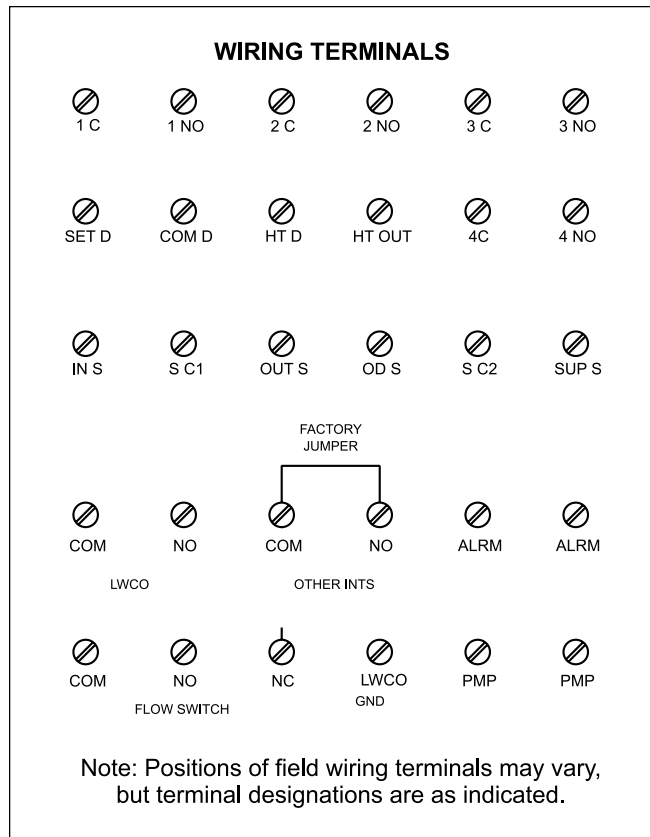 WIRING TERMINALS
1 C 1 NO 2 C 2 NO 3 C 3 NO
SET D COM D HT D HT OUT 4C 4 NO
IN S S C1 OUT S OD S S C2 SUP S
FACTORY
JUMPER
COM NO COM NO ALRM ALRM
LWCO OTHER INTS
COM NO NC LWCO PMP PMP
FLOW SWITCH GND
Note: Positions of field wiring terminals may vary,
but terminal designations are as indicated.